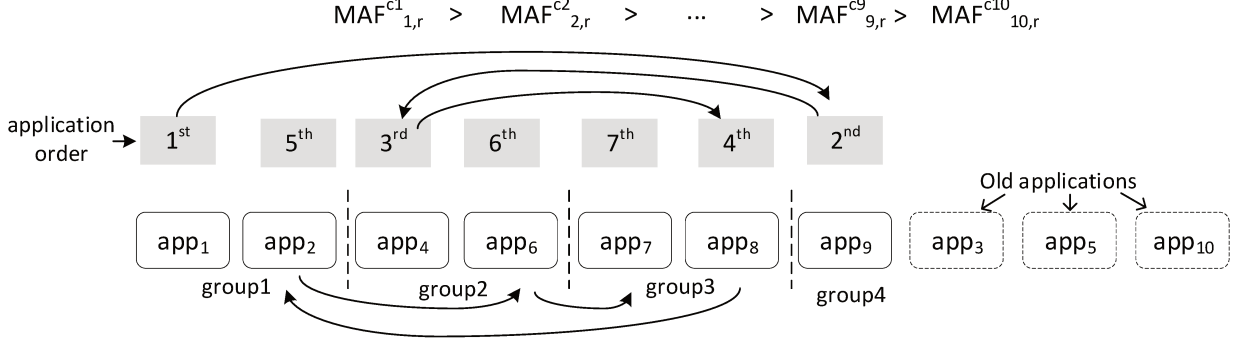 MAF^c1_1,r > MAF^c2_2,r > ... > MAF^c9_9,r > MAF^c10_10,r
application order
1st 5th 3rd 6th 7th 4th 2nd
Old applications
app1 app2 app4 app6 app7 app8 app9 app3 app5 app10
group1 group2 group3 group4